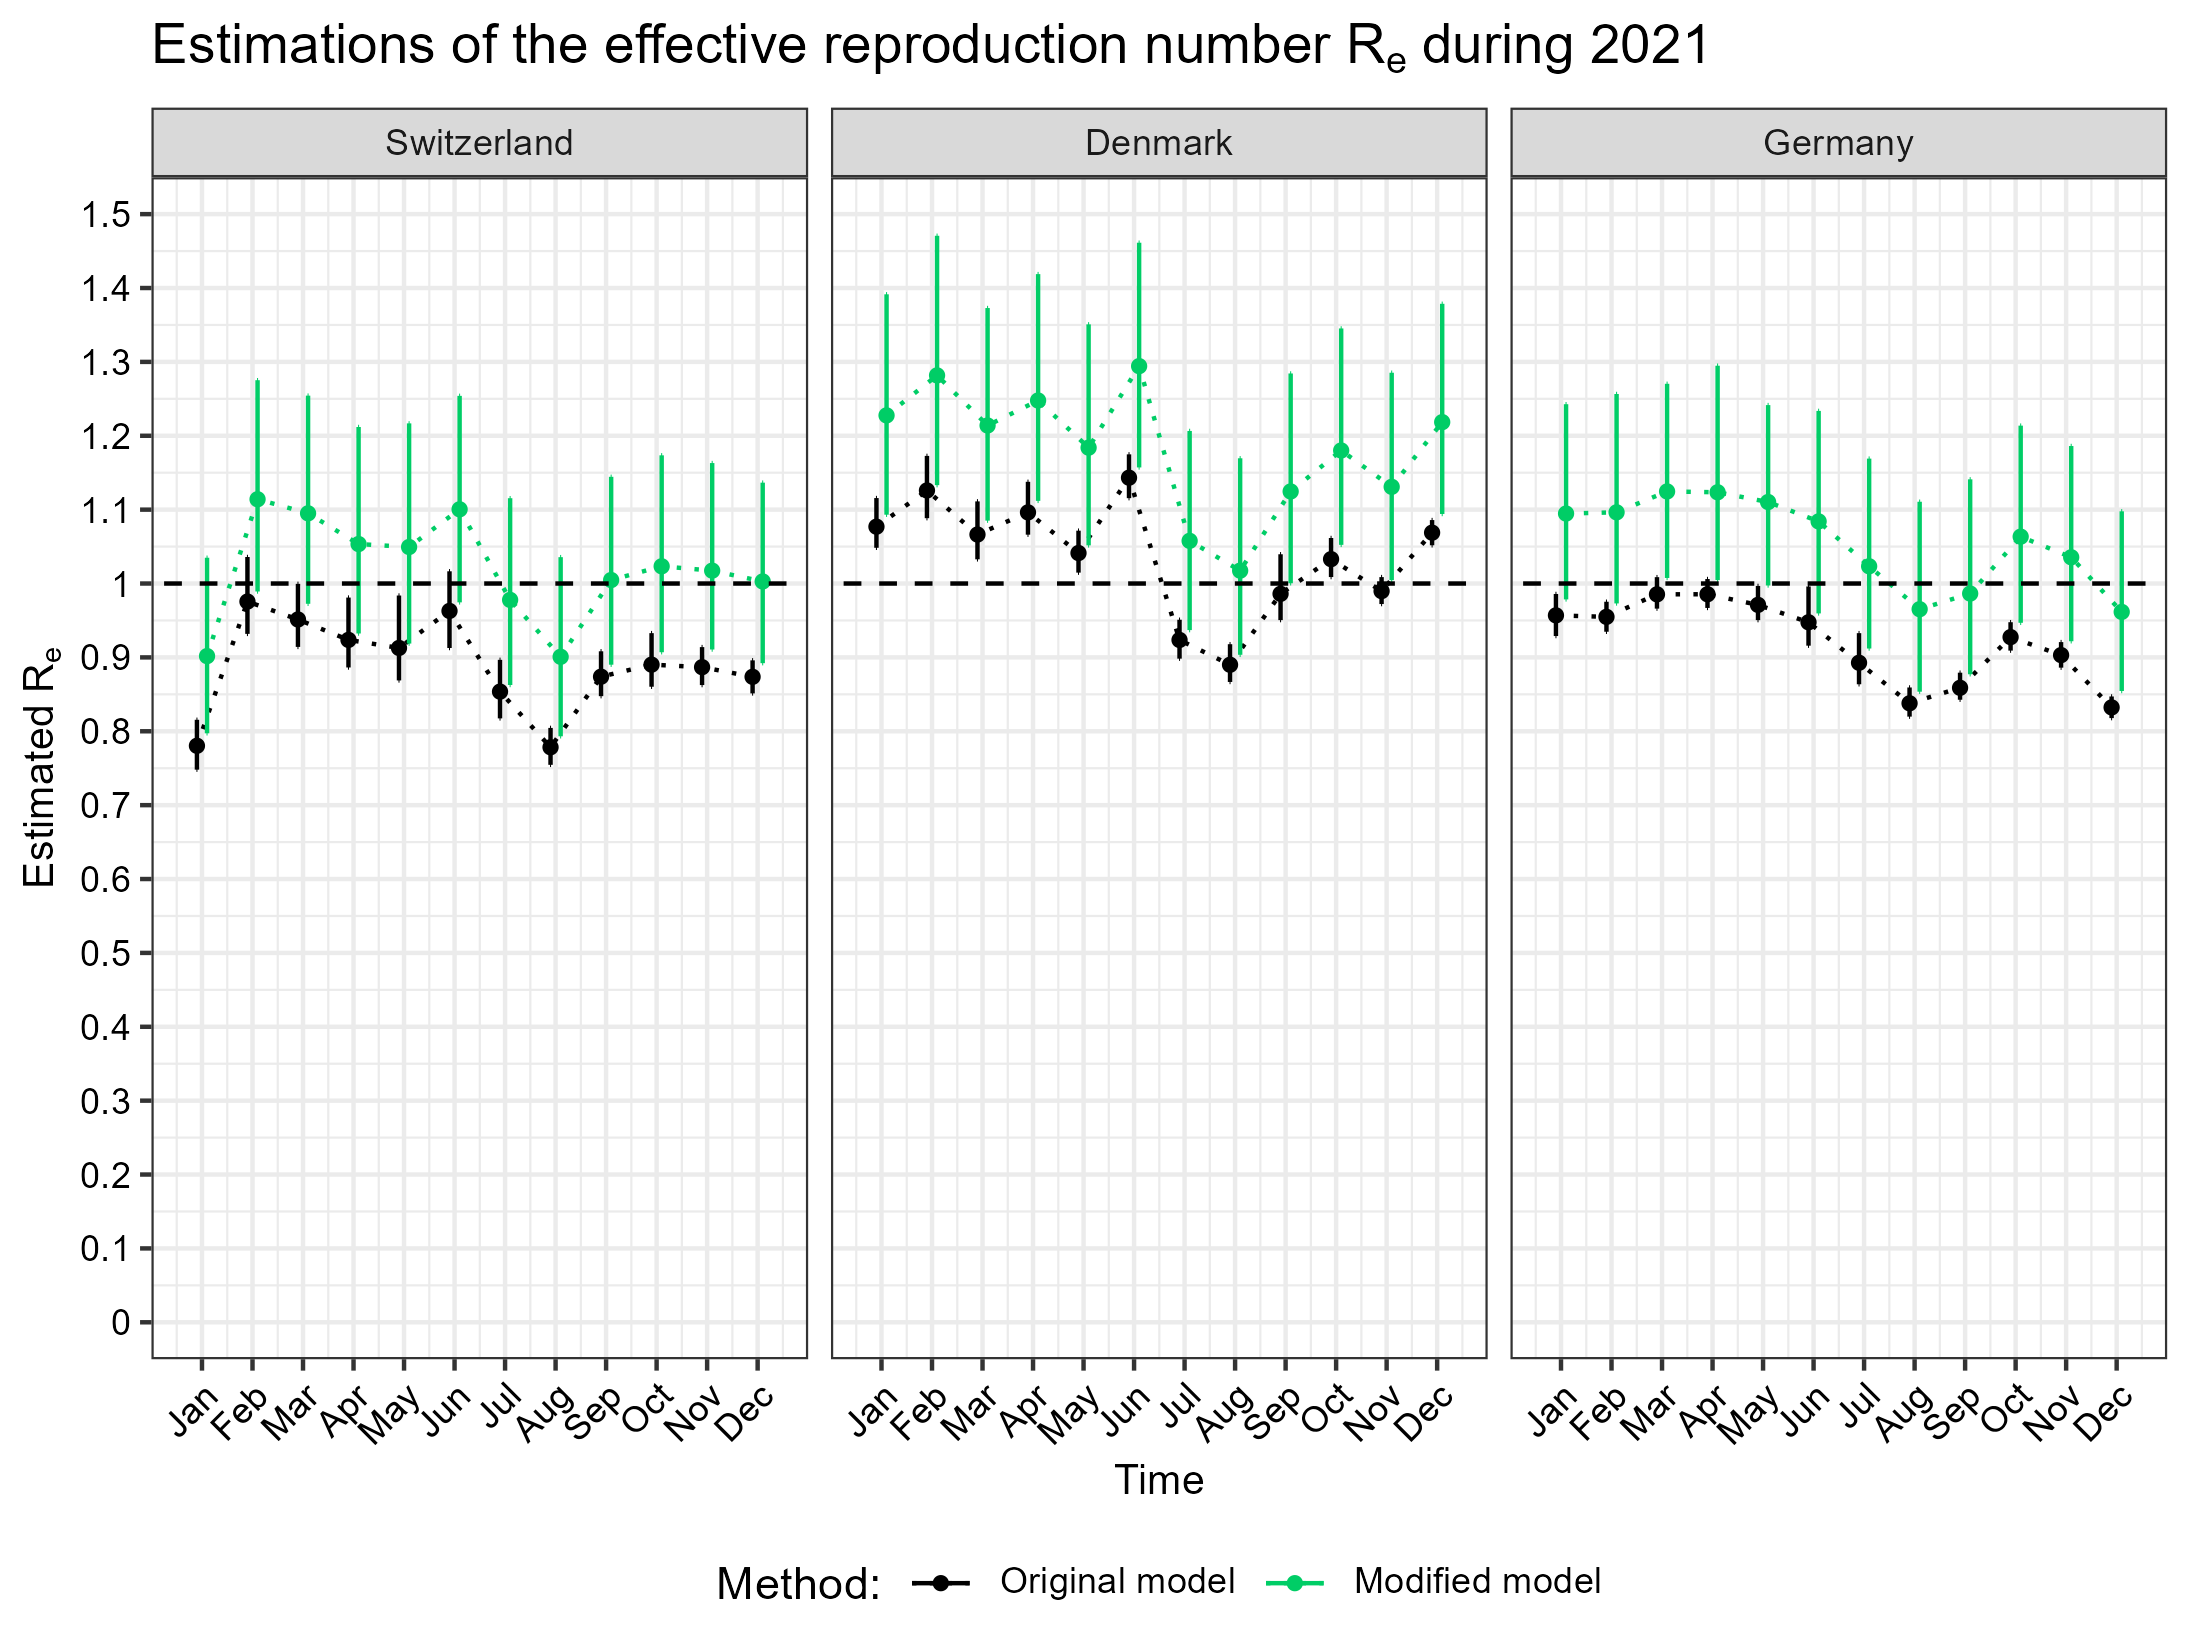 Estimations of the effective reproduction number Re during 2021
Switzerland Denmark Germany
Estimated Re
1.5
1.4
1.3
1.2
1.1
1
0.9
0.8
0.7
0.6
0.5
0.4
0.3
0.2
0.1
0
Jan Feb Mar Apr May Jun Jul Aug Sep Oct Nov Dec Jan Feb Mar Apr May Jun Jul Aug Sep Oct Nov Dec Jan Feb Mar Apr May Jun Jul Aug Sep Oct Nov Dec
Time
Method: Original model Modified model